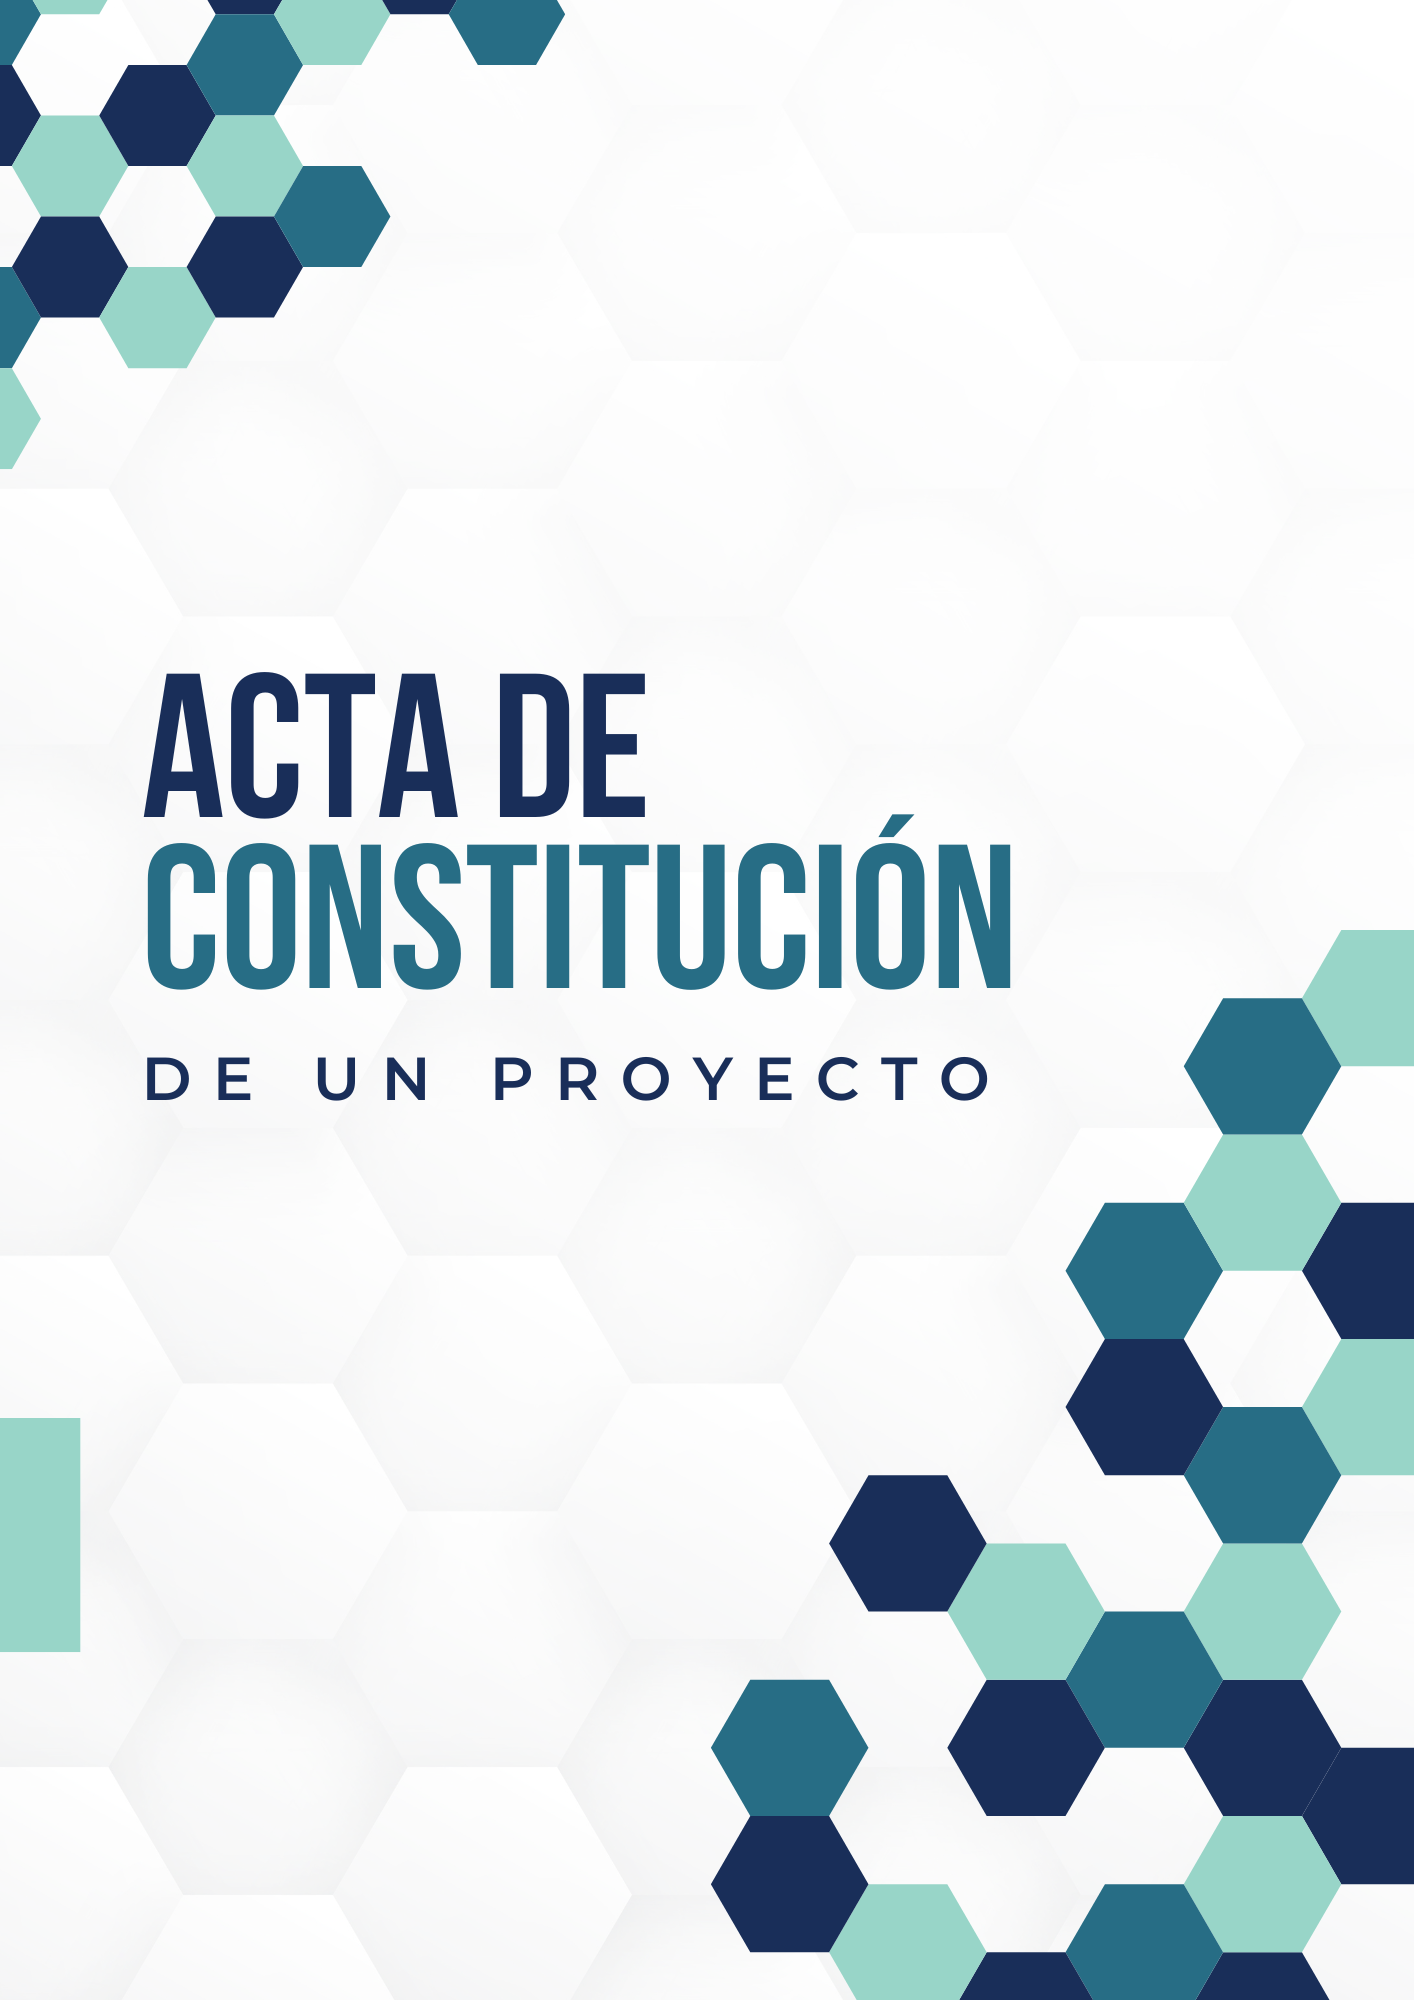 ACTA DE
CONSTITUCIÓN
DE UN PROYECTO